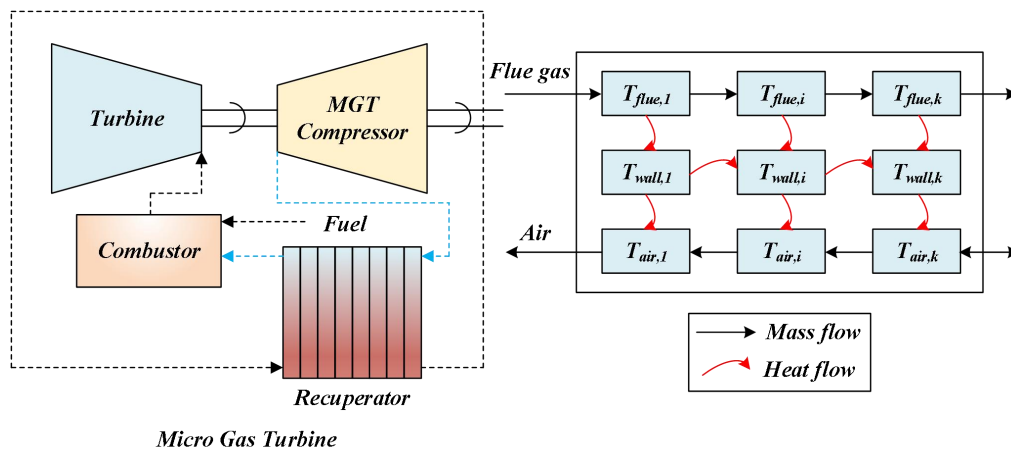 Turbine
MGT
Compressor
Combustor
Fuel
Recuperator
Micro Gas Turbine
Flue gas
T_flue,1
T_flue,i
T_flue,k
T_wall,1
T_wall,i
T_wall,k
Air
T_air,1
T_air,i
T_air,k
Mass flow
Heat flow